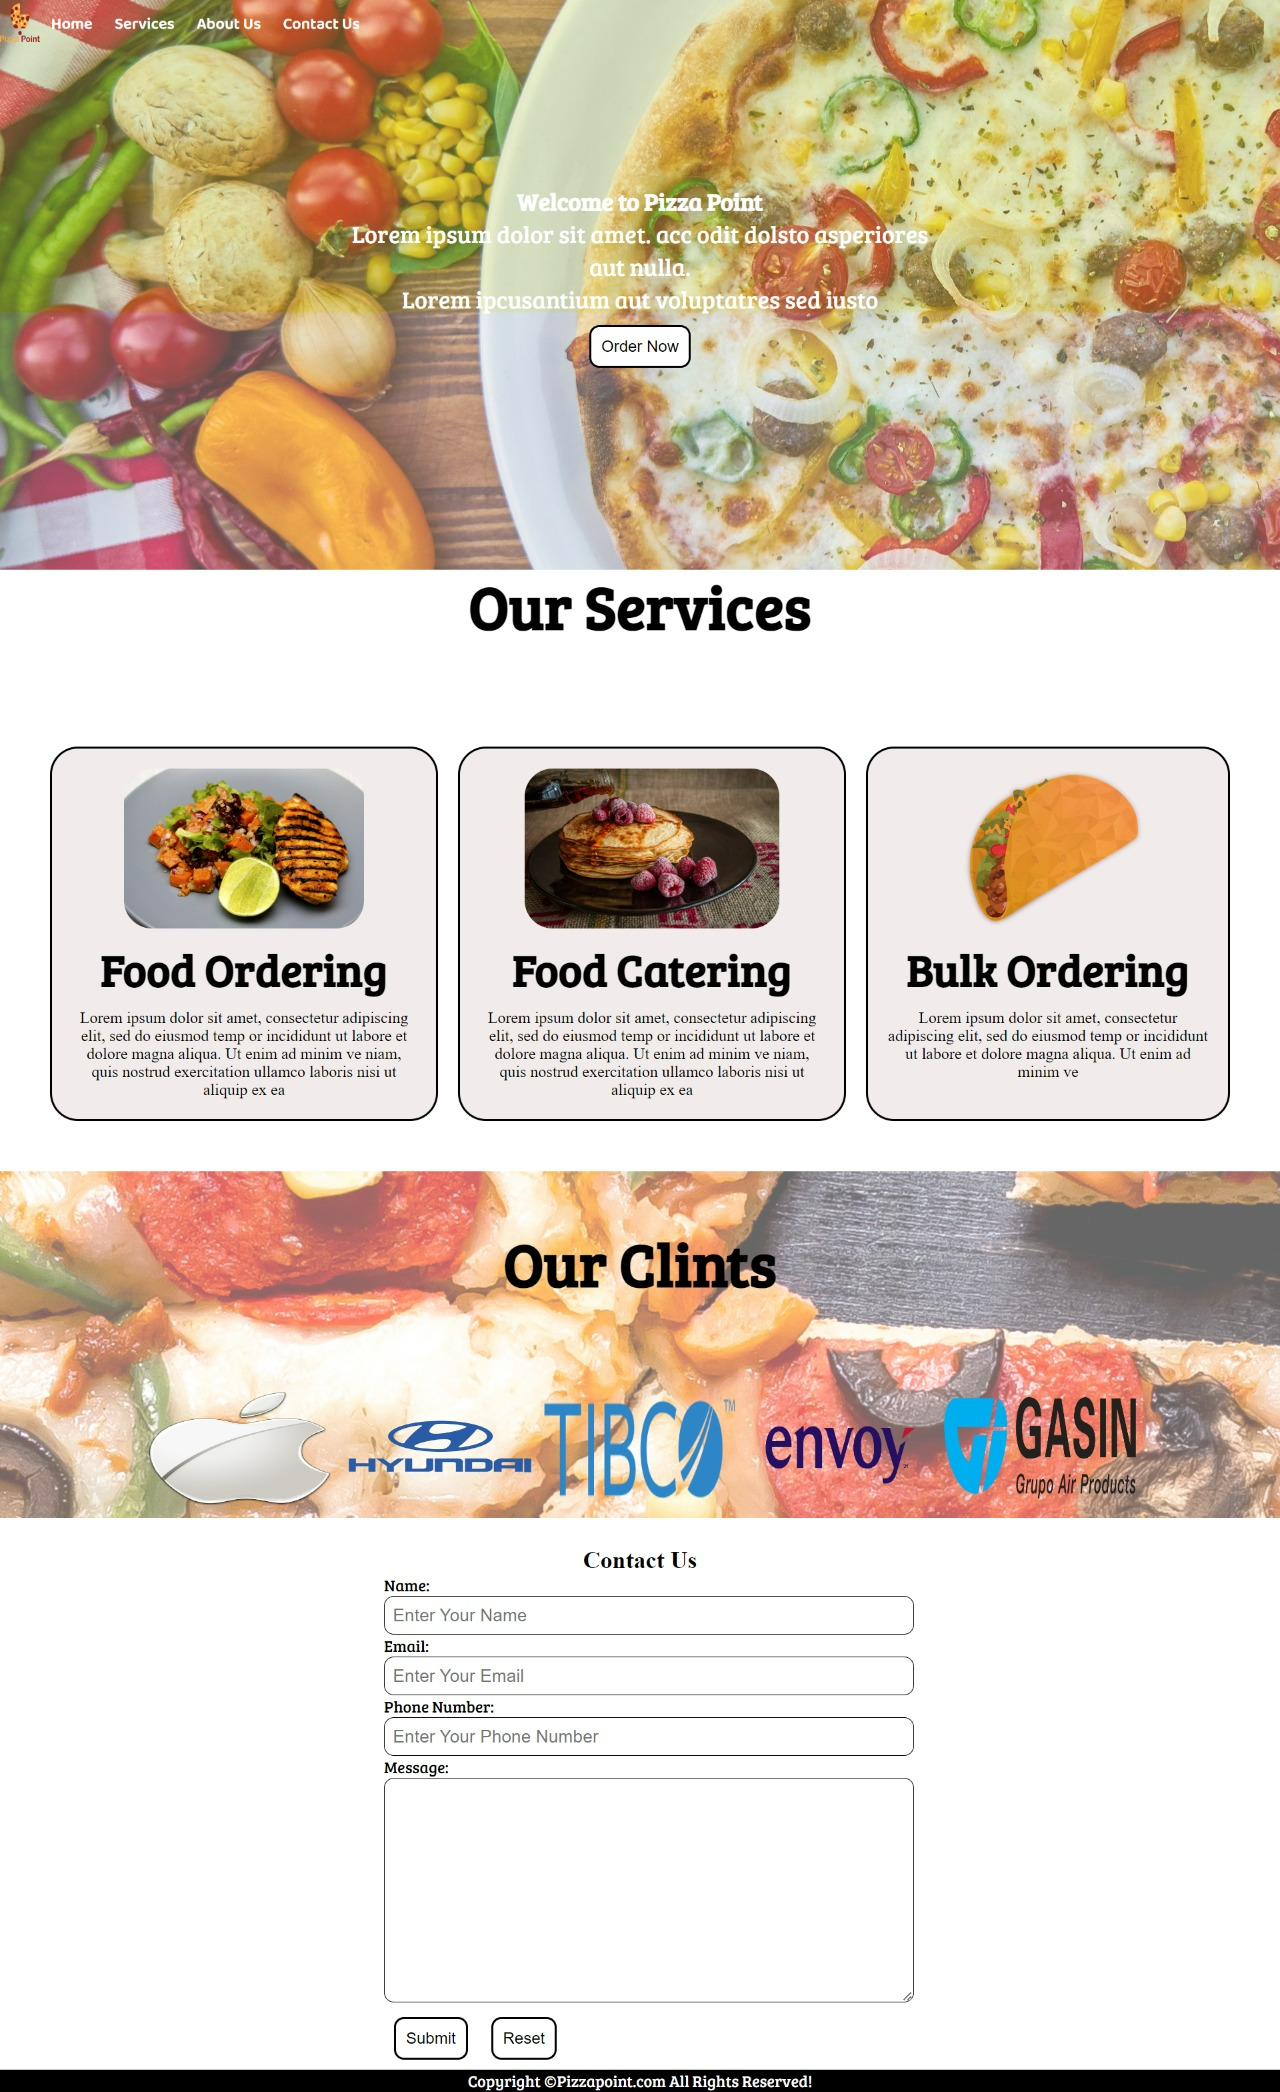 Pizza Point
Home Services About Us Contact Us
Welcome to Pizza Point
Lorem ipsum dolor sit amet. acc odit dolsto asperiores
aut nulla.
Lorem ipcusantium aut voluptatres sed iusto
Order Now
Our Services
Food Ordering
Lorem ipsum dolor sit amet, consectetur adipiscing
elit, sed do eiusmod temp or incididunt ut labore et
dolore magna aliqua. Ut enim ad minim ve niam,
quis nostrud exercitation ullamco laboris nisi ut
aliquip ex ea
Food Catering
Lorem ipsum dolor sit amet, consectetur adipiscing
elit, sed do eiusmod temp or incididunt ut labore et
dolore magna aliqua. Ut enim ad minim ve niam,
quis nostrud exercitation ullamco laboris nisi ut
aliquip ex ea
Bulk Ordering
Lorem ipsum dolor sit amet, consectetur
adipiscing elit, sed do eiusmod temp or incididunt
ut labore et dolore magna aliqua. Ut enim ad
minim ve
Our Clints
HYUNDAI
TIBCO™
envoy
GASIN
Grupo Air Products
Contact Us
Name:
Enter Your Name
Email:
Enter Your Email
Phone Number:
Enter Your Phone Number
Message:
Submit Reset
Copyright ©Pizzapoint.com All Rights Reserved!